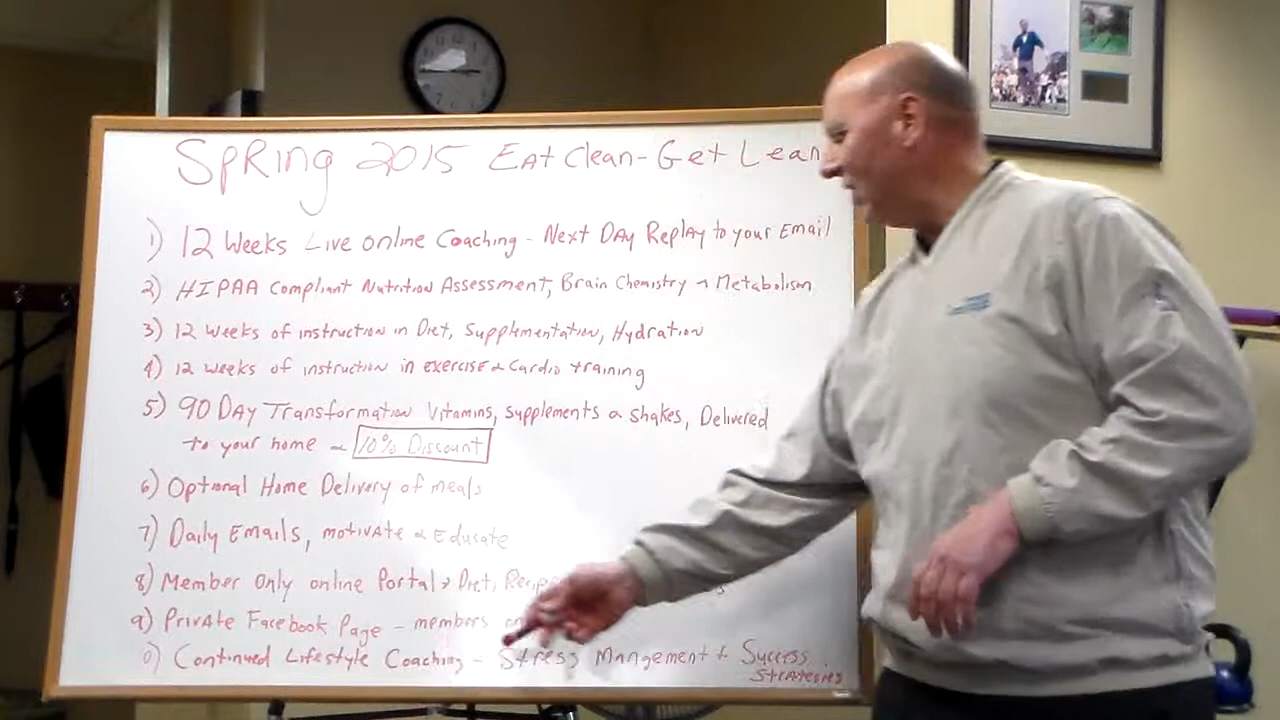 Spring 2015 Eat Clean - Get Lean
1) 12 Weeks Live online Coaching - Next Day Replay to your Email
2) HIPAA Compliant Nutrition Assessment, Brain Chemistry & Metabolism
3) 12 weeks of instruction in Diet, Supplementation, Hydration
4) 12 weeks of instruction in EXERCISE & Cardio training
5) 90 Day Transformation Vitamins, supplements & shakes, Delivered
to your home & 10% Discount
6) Optional Home Delivery of meals
7) Daily Emails, motivate & Educate
8) Member Only online Portal > Diet,
9) Private Facebook Page - members
0) Continued Lifestyle Coaching - Stress Mangement + Success
Strategies